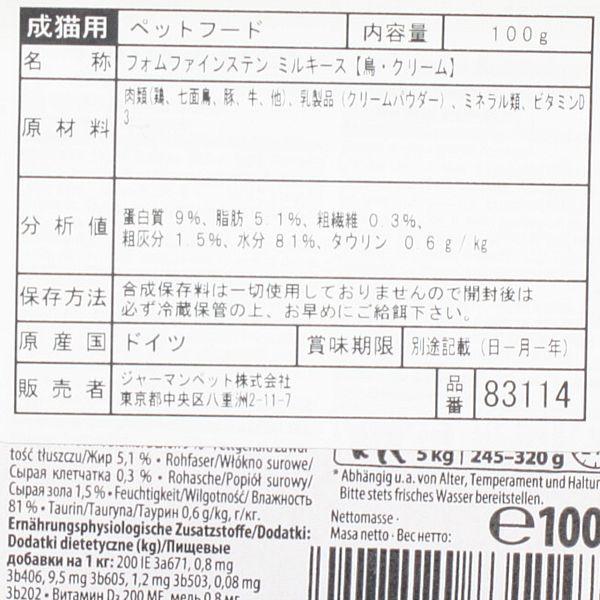 成猫用 ペットフード 内容量 100g
名 称 フォムファインステン ミルキース【鳥・クリーム】
原 材 料 肉類(鶏、七面鳥、豚、牛、他)、乳製品（クリームパウダー）、ミネラル類、ビタミンD
3
分 析 値 蛋白質 9%、脂肪 5.1%、粗繊維 0.3%、
粗灰分 1.5%、水分 81%、タウリン 0.6g/kg
保存方法 合成保存料は一切使用しておりませんので開封後は
必ず冷蔵保管の上、お早めにご給餌下さい。
原 産 国 ドイツ 賞味期限 別途記載（日－月－年）
販 売 者 ジャーマンペット株式会社
東京都中央区八重洲2-11-7
品番 83114
tość tłuszczu/Жир 5,1 % • Rohfaser/Włókno surowe/
Сырая клетчатка 0,3 % • Rohasche/Popiół surowy/
Сырая зола 1,5 % • Feuchtigkeit/Wilgotność/ Влажность
81 % • Taurin/Tauryna/Таурин 0,6 g/kg, г/кг.
Ernährungsphysiologische Zusatzstoffe/Dodatki:
Dodatki dietetyczne (kg)/Пищевые
добавки на 1 кг: 200 IE 3a671, 0,8 mg
3b406, 9,5 mg 3b605, 1,2 mg 3b503, 0,08 mg
3b202 • Витамин D₃ 200 МЕ, медь 0,8 мг
5 kg 245–320 g
* Abhängig u. a. von Alter, Temperament und Haltun
Bitte stets frisches Wasser bereitstellen.
Nettomasse ·
Masa netto · Вес нетто:
℮100